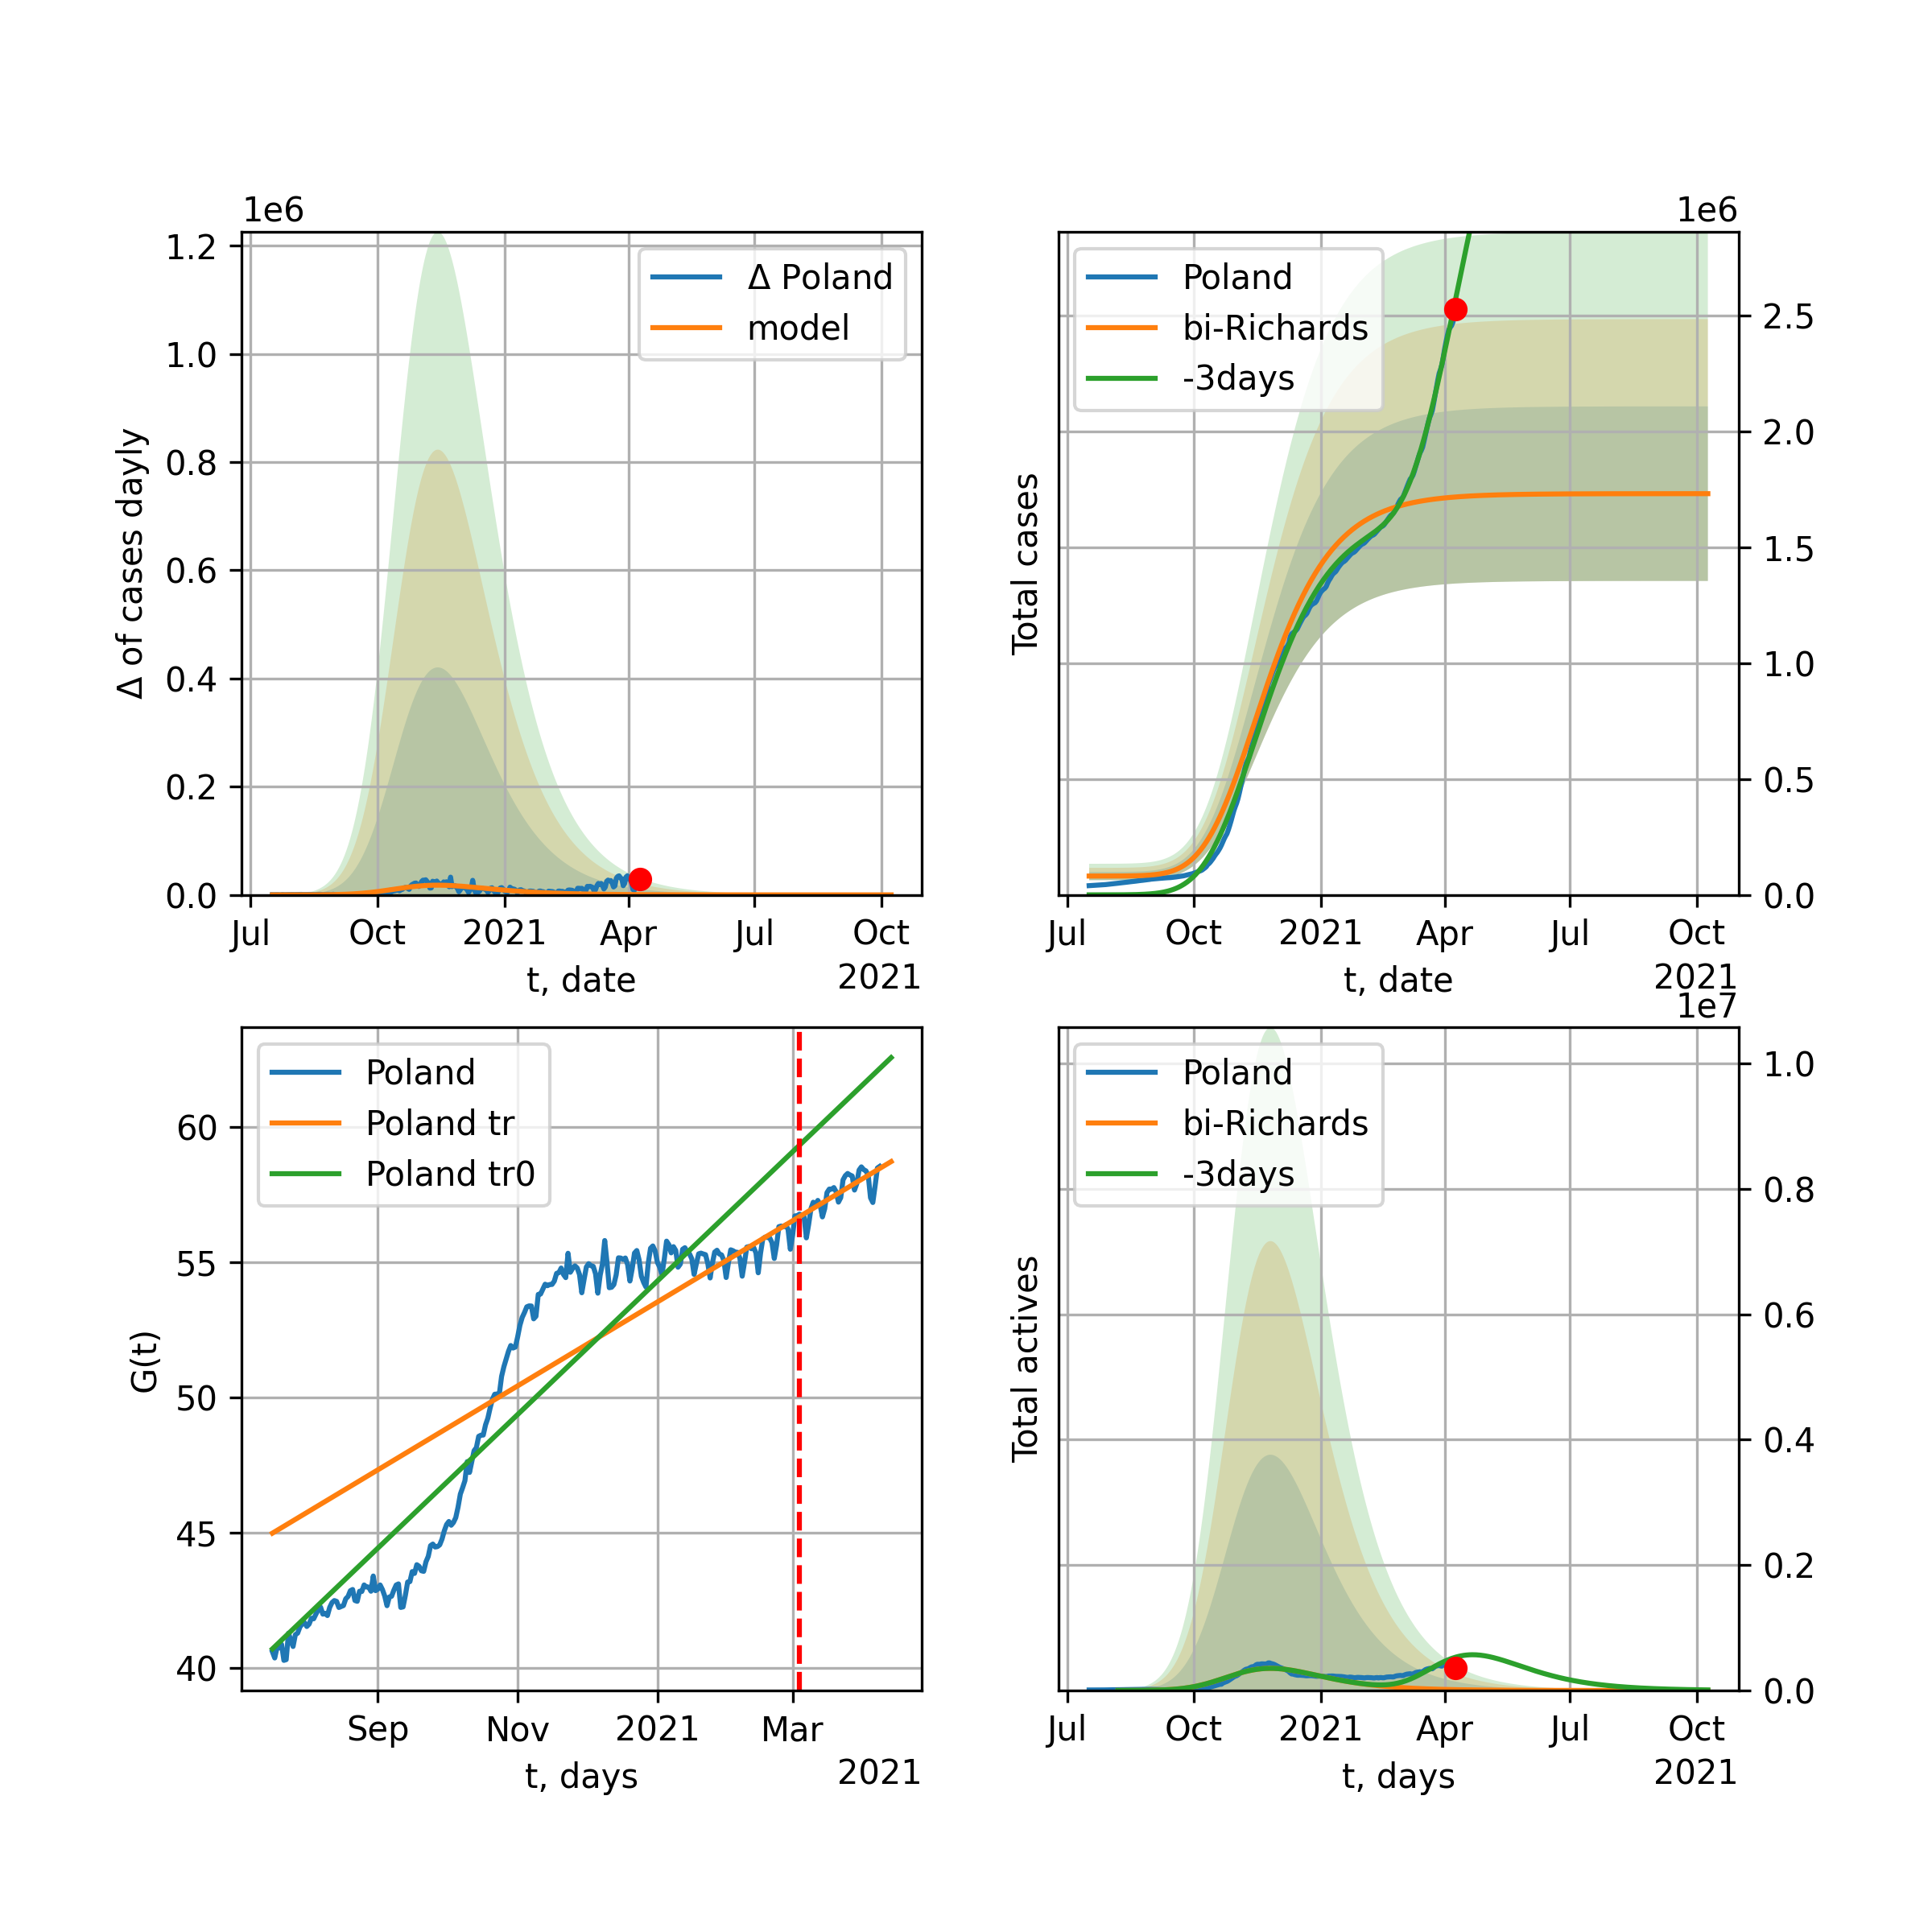 1e6
1.2
1.0
0.8
0.6
0.4
0.2
0.0
Δ of cases dayly
Δ Poland
model
Jul
Oct
2021
Apr
Jul
Oct
t, date
2021
1e6
Poland
bi-Richards
-3days
Total cases
2.5
2.0
1.5
1.0
0.5
0.0
Jul
Oct
2021
Apr
Jul
Oct
t, date
2021
60
55
50
45
40
G(t)
Poland
Poland tr
Poland tr0
Sep
Nov
2021
Mar
t, days
2021
1e7
Poland
bi-Richards
-3days
Total actives
1.0
0.8
0.6
0.4
0.2
0.0
Jul
Oct
2021
Apr
Jul
Oct
t, days
2021